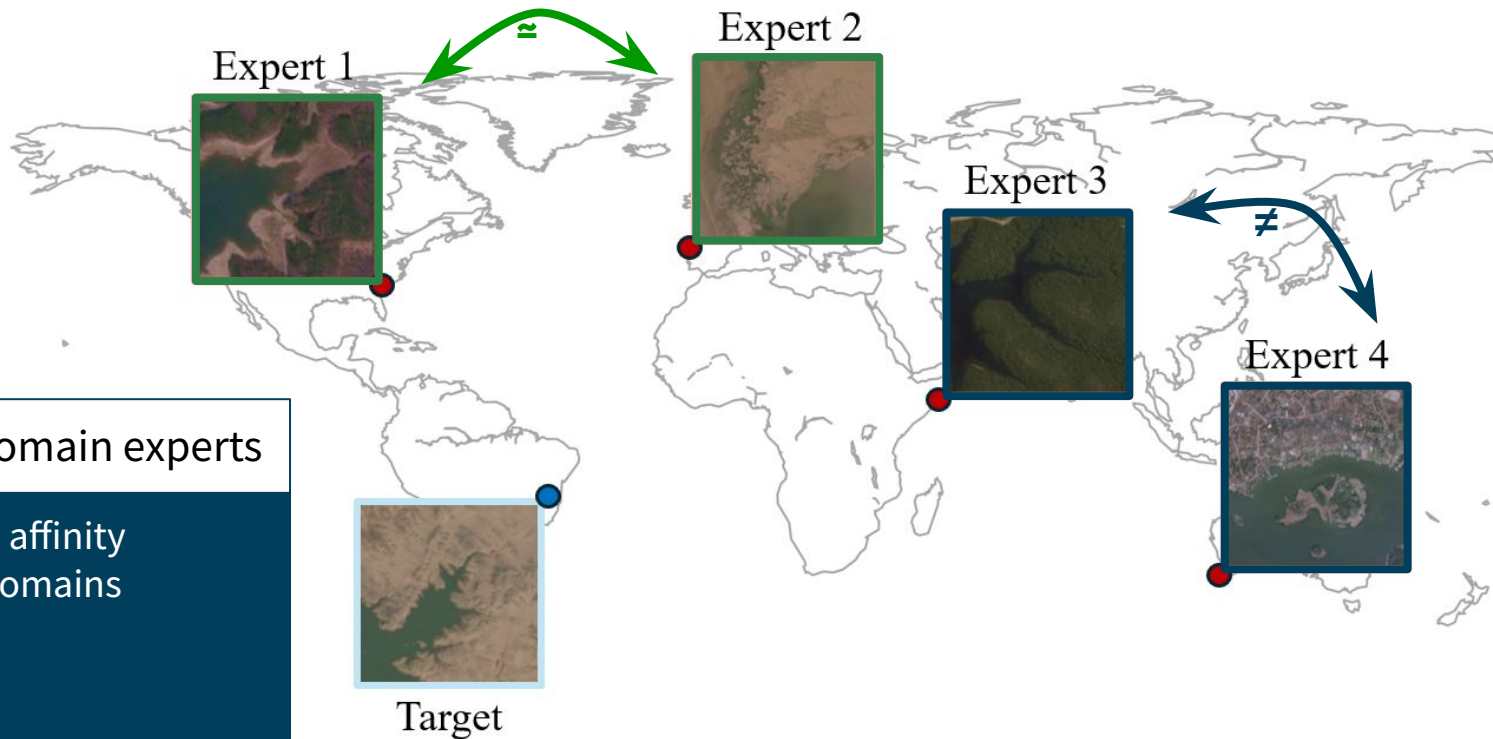 Expert 1
≃
Expert 2
Expert 3
≠
Expert 4
omain experts
affinity
omains
Target